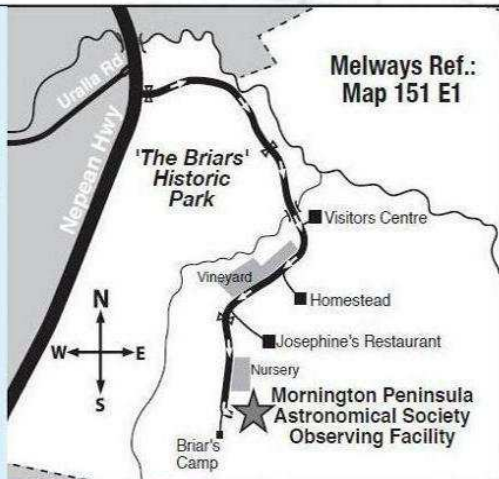 Melways Ref.:
Map 151 E1
Uralla Rd
Nepean Hwy
'The Briars'
Historic
Park
Visitors Centre
Vineyard
Homestead
N
W E
S
Josephine's Restaurant
Nursery
Mornington Peninsula
Astronomical Society
Observing Facility
Briar's
Camp